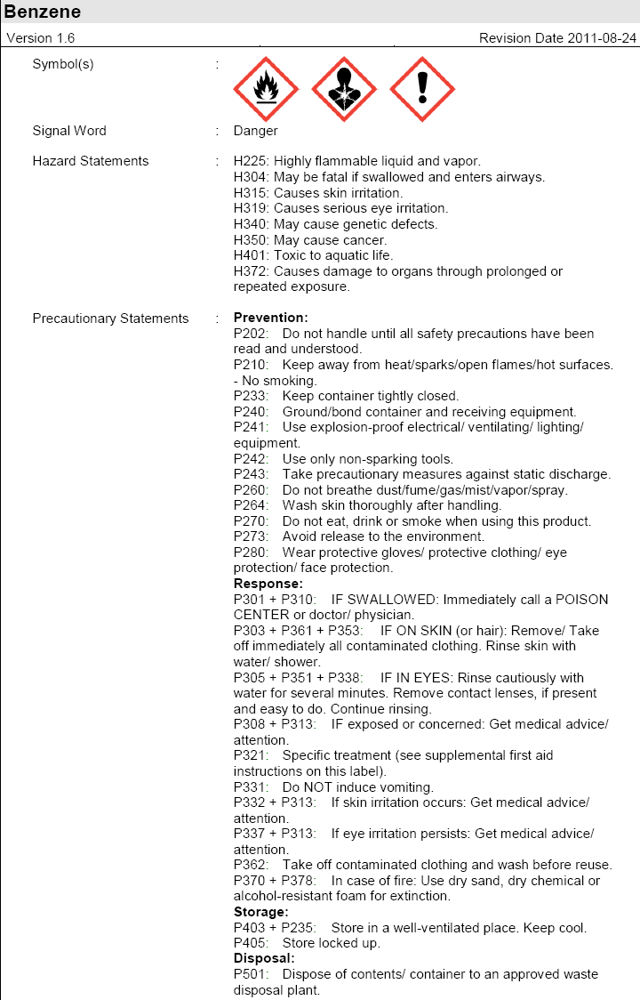 Benzene
Version 1.6 Revision Date 2011-08-24
Symbol(s) :
Signal Word : Danger
Hazard Statements : H225: Highly flammable liquid and vapor.
H304: May be fatal if swallowed and enters airways.
H315: Causes skin irritation.
H319: Causes serious eye irritation.
H340: May cause genetic defects.
H350: May cause cancer.
H401: Toxic to aquatic life.
H372: Causes damage to organs through prolonged or
repeated exposure.
Precautionary Statements : Prevention:
P202: Do not handle until all safety precautions have been
read and understood.
P210: Keep away from heat/sparks/open flames/hot surfaces.
- No smoking.
P233: Keep container tightly closed.
P240: Ground/bond container and receiving equipment.
P241: Use explosion-proof electrical/ ventilating/ lighting/
equipment.
P242: Use only non-sparking tools.
P243: Take precautionary measures against static discharge.
P260: Do not breathe dust/fume/gas/mist/vapor/spray.
P264: Wash skin thoroughly after handling.
P270: Do not eat, drink or smoke when using this product.
P273: Avoid release to the environment.
P280: Wear protective gloves/ protective clothing/ eye
protection/ face protection.
Response:
P301 + P310: IF SWALLOWED: Immediately call a POISON
CENTER or doctor/ physician.
P303 + P361 + P353: IF ON SKIN (or hair): Remove/ Take
off immediately all contaminated clothing. Rinse skin with
water/ shower.
P305 + P351 + P338: IF IN EYES: Rinse cautiously with
water for several minutes. Remove contact lenses, if present
and easy to do. Continue rinsing.
P308 + P313: IF exposed or concerned: Get medical advice/
attention.
P321: Specific treatment (see supplemental first aid
instructions on this label).
P331: Do NOT induce vomiting.
P332 + P313: If skin irritation occurs: Get medical advice/
attention.
P337 + P313: If eye irritation persists: Get medical advice/
attention.
P362: Take off contaminated clothing and wash before reuse.
P370 + P378: In case of fire: Use dry sand, dry chemical or
alcohol-resistant foam for extinction.
Storage:
P403 + P235: Store in a well-ventilated place. Keep cool.
P405: Store locked up.
Disposal:
P501: Dispose of contents/ container to an approved waste
disposal plant.